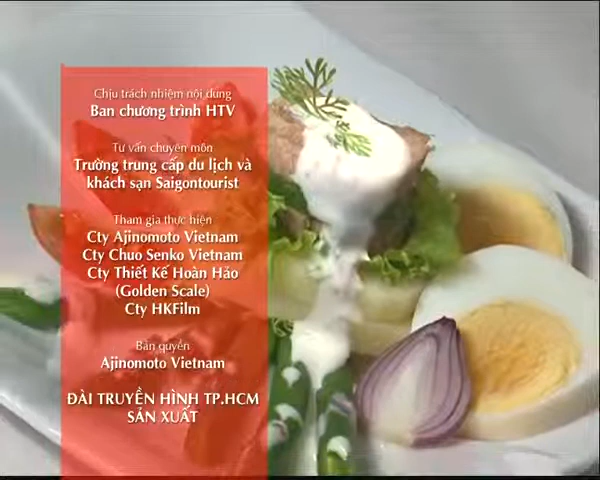 Chịu trách nhiệm nội dung
Ban chương trình HTV
Tư vấn chuyên môn
Trường trung cấp du lịch và
khách sạn Saigontourist
Tham gia thực hiện
Cty Ajinomoto Vietnam
Cty Chuo Senko Vietnam
Cty Thiết Kế Hoàn Hảo
(Golden Scale)
Cty HKFilm
Bản quyền
Ajinomoto Vietnam
ĐÀI TRUYỀN HÌNH TP.HCM
SẢN XUẤT